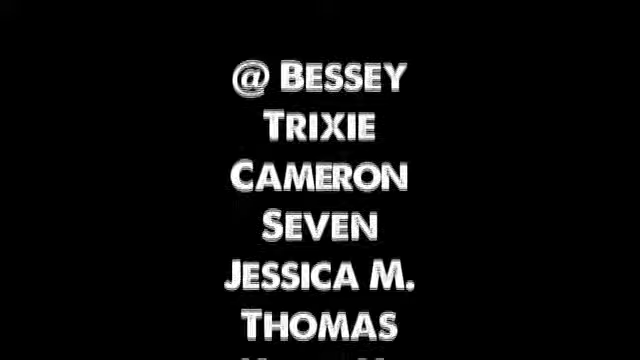 @ Bessey
Trixie
Cameron
Seven
Jessica M.
Thomas